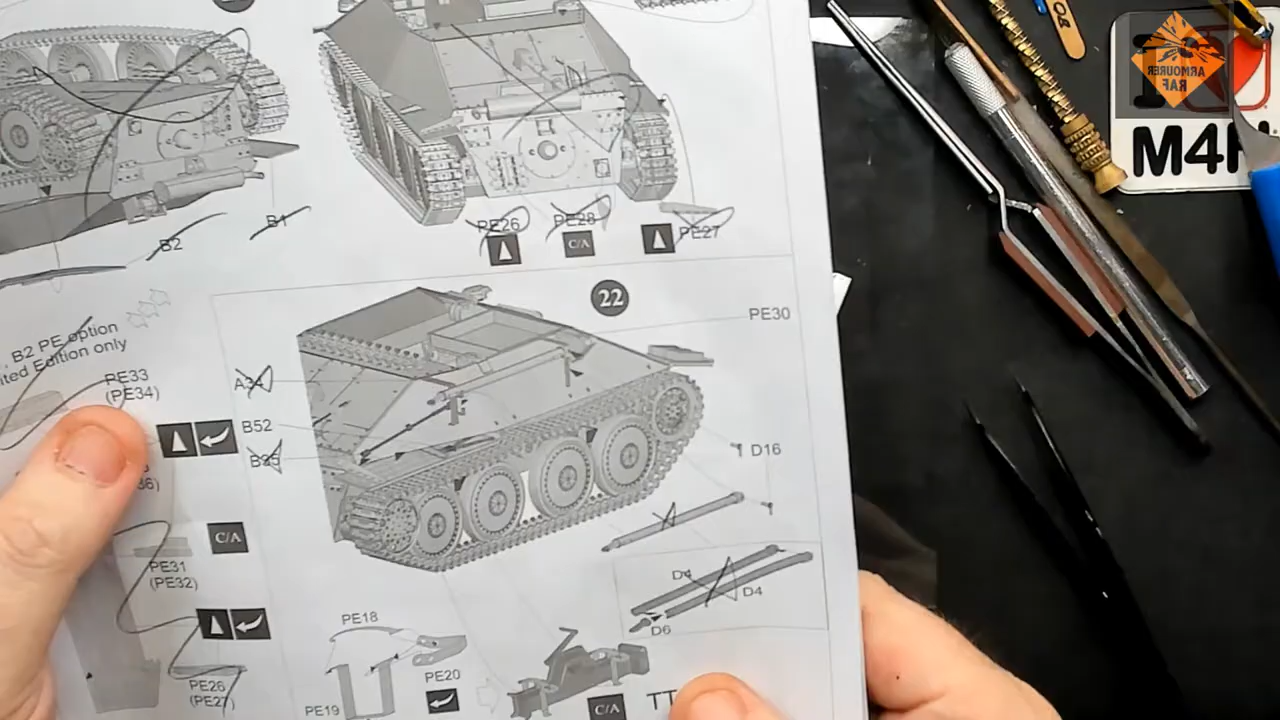 B1
B2
PE26
PE28
PE27
C/A
ARMOURER
RAF
M4
22
PE30
B2 PE option
ited Edition only
PE33
(PE34)
A34
B52
D16
C/A
PE31
(PE32)
D4
D4
D6
PE18
PE20
PE26
(PE27)
PE19
C/A